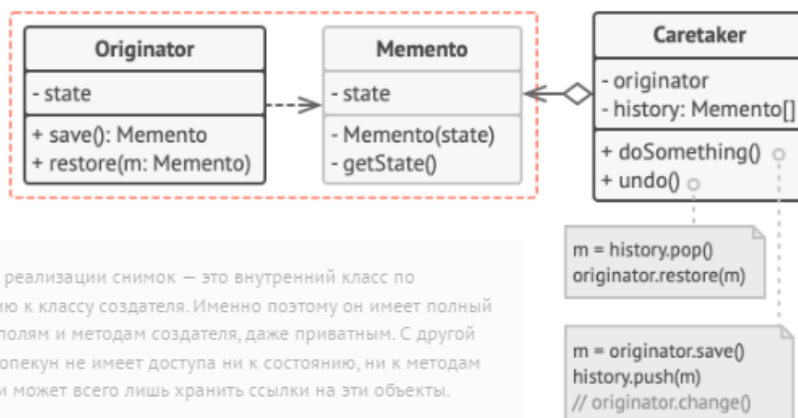 Originator
- state
+ save(): Memento
+ restore(m: Memento)
Memento
- state
- Memento(state)
- getState()
Caretaker
- originator
- history: Memento[]
+ doSomething()
+ undo()
m = history.pop()
originator.restore(m)
m = originator.save()
history.push(m)
// originator.change()
реализации снимок — это внутренний класс по
ию к классу создателя. Именно поэтому он имеет полный
полям и методам создателя, даже приватным. С другой
опекун не имеет доступа ни к состоянию, ни к методам
и может всего лишь хранить ссылки на эти объекты.